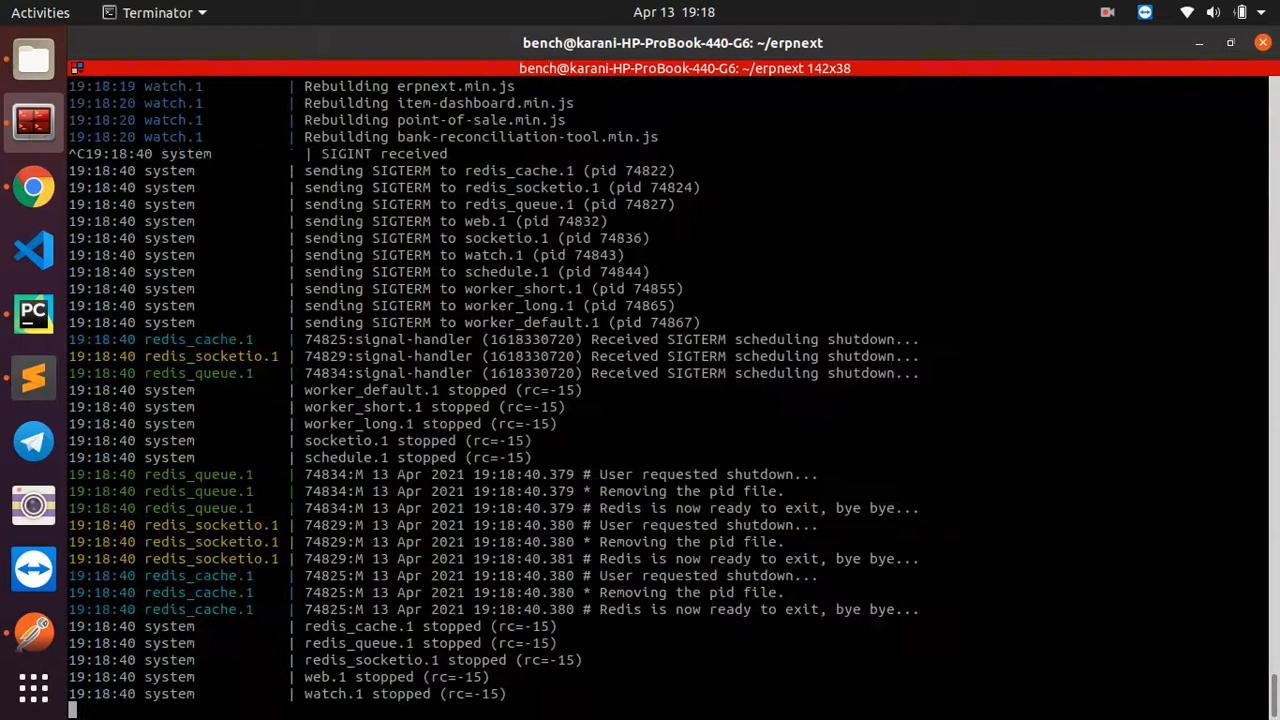 Activities Terminator Apr 13 19:18
bench@karani-HP-ProBook-440-G6: ~/erpnext
bench@karani-HP-ProBook-440-G6: ~/erpnext 142x38
19:18:19 watch.1 | Rebuilding erpnext.min.js
19:18:20 watch.1 | Rebuilding item-dashboard.min.js
19:18:20 watch.1 | Rebuilding point-of-sale.min.js
19:18:20 watch.1 | Rebuilding bank-reconciliation-tool.min.js
^C19:18:40 system | SIGINT received
19:18:40 system | sending SIGTERM to redis_cache.1 (pid 74822)
19:18:40 system | sending SIGTERM to redis_socketio.1 (pid 74824)
19:18:40 system | sending SIGTERM to redis_queue.1 (pid 74827)
19:18:40 system | sending SIGTERM to web.1 (pid 74832)
19:18:40 system | sending SIGTERM to socketio.1 (pid 74836)
19:18:40 system | sending SIGTERM to watch.1 (pid 74843)
19:18:40 system | sending SIGTERM to schedule.1 (pid 74844)
19:18:40 system | sending SIGTERM to worker_short.1 (pid 74855)
19:18:40 system | sending SIGTERM to worker_long.1 (pid 74865)
19:18:40 system | sending SIGTERM to worker_default.1 (pid 74867)
19:18:40 redis_cache.1 | 74825:signal-handler (1618330720) Received SIGTERM scheduling shutdown...
19:18:40 redis_socketio.1 | 74829:signal-handler (1618330720) Received SIGTERM scheduling shutdown...
19:18:40 redis_queue.1 | 74834:signal-handler (1618330720) Received SIGTERM scheduling shutdown...
19:18:40 system | worker_default.1 stopped (rc=-15)
19:18:40 system | worker_short.1 stopped (rc=-15)
19:18:40 system | worker_long.1 stopped (rc=-15)
19:18:40 system | socketio.1 stopped (rc=-15)
19:18:40 system | schedule.1 stopped (rc=-15)
19:18:40 redis_queue.1 | 74834:M 13 Apr 2021 19:18:40.379 # User requested shutdown...
19:18:40 redis_queue.1 | 74834:M 13 Apr 2021 19:18:40.379 * Removing the pid file.
19:18:40 redis_queue.1 | 74834:M 13 Apr 2021 19:18:40.379 # Redis is now ready to exit, bye bye...
19:18:40 redis_socketio.1 | 74829:M 13 Apr 2021 19:18:40.380 # User requested shutdown...
19:18:40 redis_socketio.1 | 74829:M 13 Apr 2021 19:18:40.380 * Removing the pid file.
19:18:40 redis_socketio.1 | 74829:M 13 Apr 2021 19:18:40.381 # Redis is now ready to exit, bye bye...
19:18:40 redis_cache.1 | 74825:M 13 Apr 2021 19:18:40.380 # User requested shutdown...
19:18:40 redis_cache.1 | 74825:M 13 Apr 2021 19:18:40.380 * Removing the pid file.
19:18:40 redis_cache.1 | 74825:M 13 Apr 2021 19:18:40.380 # Redis is now ready to exit, bye bye...
19:18:40 system | redis_cache.1 stopped (rc=-15)
19:18:40 system | redis_queue.1 stopped (rc=-15)
19:18:40 system | redis_socketio.1 stopped (rc=-15)
19:18:40 system | web.1 stopped (rc=-15)
19:18:40 system | watch.1 stopped (rc=-15)
PC